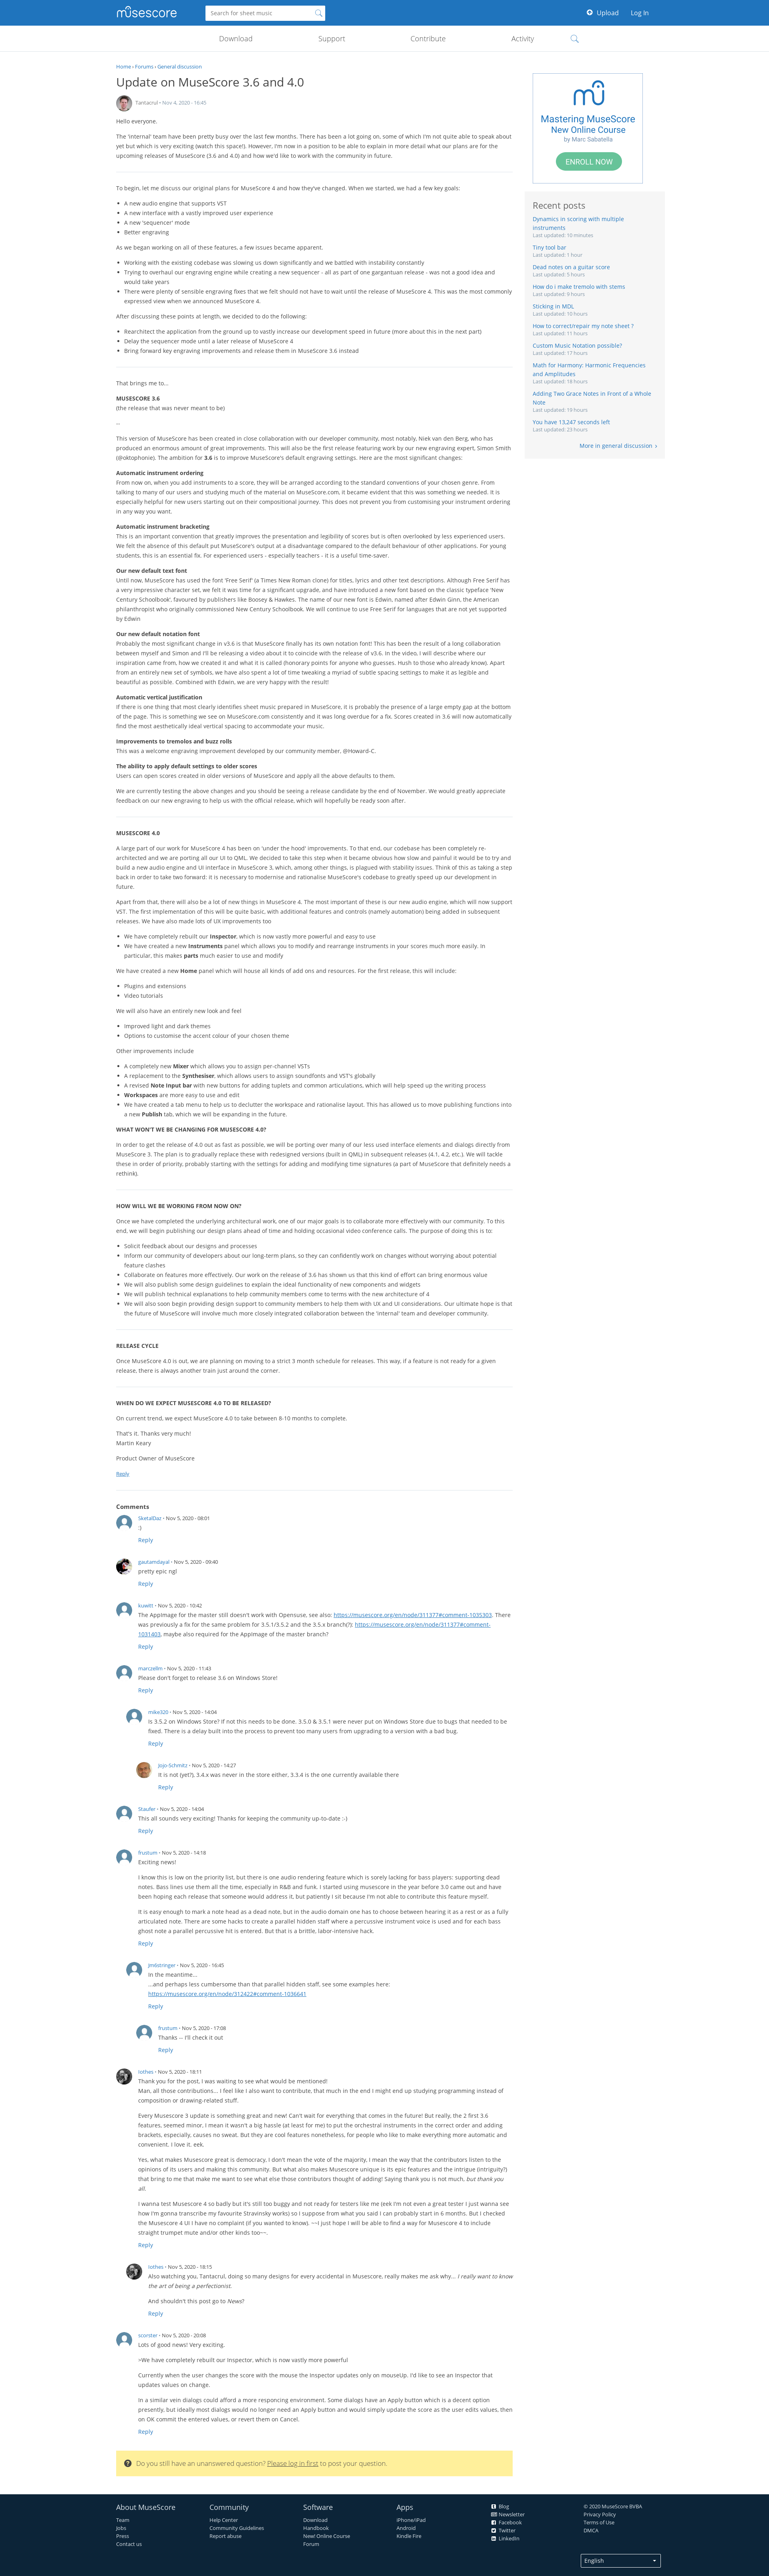 musescore
Search for sheet music
Upload
Log In
Download
Support
Contribute
Activity
Home › Forums › General discussion
Update on MuseScore 3.6 and 4.0
Tantacrul • Nov 4, 2020 - 16:45
Hello everyone.
The 'internal' team have been pretty busy over the last few months. There has been a lot going on, some of which I'm not quite able to speak about
yet but which is very exciting (watch this space!). However, I'm now in a position to be able to explain in more detail what our plans are for the
upcoming releases of MuseScore (3.6 and 4.0) and how we'd like to work with the community in future.
To begin, let me discuss our original plans for MuseScore 4 and how they've changed. When we started, we had a few key goals:
• A new audio engine that supports VST
• A new interface with a vastly improved user experience
• A new 'sequencer' mode
• Better engraving
As we began working on all of these features, a few issues became apparent.
• Working with the existing codebase was slowing us down significantly and we battled with instability constantly
• Trying to overhaul our engraving engine while creating a new sequencer - all as part of one gargantuan release - was not a good idea and
would take years
• There were plenty of sensible engraving fixes that we felt should not have to wait until the release of MuseScore 4. This was the most commonly
expressed view when we announced MuseScore 4.
After discussing these points at length, we decided to do the following:
• Rearchitect the application from the ground up to vastly increase our development speed in future (more about this in the next part)
• Delay the sequencer mode until a later release of MuseScore 4
• Bring forward key engraving improvements and release them in MuseScore 3.6 instead
That brings me to...
MUSESCORE 3.6
(the release that was never meant to be)
--
This version of MuseScore has been created in close collaboration with our developer community, most notably, Niek van den Berg, who has
produced an enormous amount of great improvements. This will also be the first release featuring work by our new engraving expert, Simon Smith
(@oktophonie). The ambition for 3.6 is to improve MuseScore's default engraving settings. Here are the most significant changes:
Automatic instrument ordering
From now on, when you add instruments to a score, they will be arranged according to the standard conventions of your chosen genre. From
talking to many of our users and studying much of the material on MuseScore.com, it became evident that this was something we needed. It is
especially helpful for new users starting out on their compositional journey. This does not prevent you from customising your instrument ordering
in any way you want.
Automatic instrument bracketing
This is an important convention that greatly improves the presentation and legibility of scores but is often overlooked by less experienced users.
We felt the absence of this default put MuseScore's output at a disadvantage compared to the default behaviour of other applications. For young
students, this is an essential fix. For experienced users - especially teachers - it is a useful time-saver.
Our new default text font
Until now, MuseScore has used the font 'Free Serif' (a Times New Roman clone) for titles, lyrics and other text descriptions. Although Free Serif has
a very impressive character set, we felt it was time for a significant upgrade, and have introduced a new font based on the classic typeface 'New
Century Schoolbook', favoured by publishers like Boosey & Hawkes. The name of our new font is Edwin, named after Edwin Ginn, the American
philanthropist who originally commissioned New Century Schoolbook. We will continue to use Free Serif for languages that are not yet supported
by Edwin
Our new default notation font
Probably the most significant change in v3.6 is that MuseScore finally has its own notation font! This has been the result of a long collaboration
between myself and Simon and I'll be releasing a video about it to coincide with the release of v3.6. In the video, I will describe where our
inspiration came from, how we created it and what it is called (honorary points for anyone who guesses. Hush to those who already know). Apart
from an entirely new set of symbols, we have also spent a lot of time tweaking a myriad of subtle spacing settings to make it as legible and
beautiful as possible. Combined with Edwin, we are very happy with the result!
Automatic vertical justification
If there is one thing that most clearly identifies sheet music prepared in MuseScore, it is probably the presence of a large empty gap at the bottom
of the page. This is something we see on MuseScore.com consistently and it was long overdue for a fix. Scores created in 3.6 will now automatically
find the most aesthetically ideal vertical spacing to accommodate your music.
Improvements to tremolos and buzz rolls
This was a welcome engraving improvement developed by our community member, @Howard-C.
The ability to apply default settings to older scores
Users can open scores created in older versions of MuseScore and apply all the above defaults to them.
We are currently testing the above changes and you should be seeing a release candidate by the end of November. We would greatly appreciate
feedback on our new engraving to help us with the official release, which will hopefully be ready soon after.
MUSESCORE 4.0
A large part of our work for MuseScore 4 has been on 'under the hood' improvements. To that end, our codebase has been completely re-
architected and we are porting all our UI to QML. We decided to take this step when it became obvious how slow and painful it would be to try and
build a new audio engine and UI interface in MuseScore 3, which, among other things, is plagued with stability issues. Think of this as taking a step
back in order to take two forward: it is necessary to modernise and rationalise MuseScore's codebase to greatly speed up our development in
future.
Apart from that, there will also be a lot of new things in MuseScore 4. The most important of these is our new audio engine, which will now support
VST. The first implementation of this will be quite basic, with additional features and controls (namely automation) being added in subsequent
releases. We have also made lots of UX improvements too
• We have completely rebuilt our Inspector, which is now vastly more powerful and easy to use
• We have created a new Instruments panel which allows you to modify and rearrange instruments in your scores much more easily. In
particular, this makes parts much easier to use and modify
We have created a new Home panel which will house all kinds of add ons and resources. For the first release, this will include:
• Plugins and extensions
• Video tutorials
We will also have an entirely new look and feel
• Improved light and dark themes
• Options to customise the accent colour of your chosen theme
Other improvements include
• A completely new Mixer which allows you to assign per-channel VSTs
• A replacement to the Synthesiser, which allows users to assign soundfonts and VST's globally
• A revised Note Input bar with new buttons for adding tuplets and common articulations, which will help speed up the writing process
• Workspaces are more easy to use and edit
• We have created a tab menu to help us to declutter the workspace and rationalise layout. This has allowed us to move publishing functions into
a new Publish tab, which we will be expanding in the future.
WHAT WON'T WE BE CHANGING FOR MUSESCORE 4.0?
In order to get the release of 4.0 out as fast as possible, we will be porting over many of our less used interface elements and dialogs directly from
MuseScore 3. The plan is to gradually replace these with redesigned versions (built in QML) in subsequent releases (4.1, 4.2, etc.). We will tackle
these in order of priority, probably starting with the settings for adding and modifying time signatures (a part of MuseScore that definitely needs a
rethink).
HOW WILL WE BE WORKING FROM NOW ON?
Once we have completed the underlying architectural work, one of our major goals is to collaborate more effectively with our community. To this
end, we will begin publishing our design plans ahead of time and holding occasional video conference calls. The purpose of doing this is to:
• Solicit feedback about our designs and processes
• Inform our community of developers about our long-term plans, so they can confidently work on changes without worrying about potential
feature clashes
• Collaborate on features more effectively. Our work on the release of 3.6 has shown us that this kind of effort can bring enormous value
• We will also publish some design guidelines to explain the ideal functionality of new components and widgets
• We will publish technical explanations to help community members come to terms with the new architecture of 4
• We will also soon begin providing design support to community members to help them with UX and UI considerations. Our ultimate hope is that
the future of MuseScore will involve much more closely integrated collaboration between the 'internal' team and developer community.
RELEASE CYCLE
Once MuseScore 4.0 is out, we are planning on moving to a strict 3 month schedule for releases. This way, if a feature is not ready for a given
release, there is always another train just around the corner.
WHEN DO WE EXPECT MUSESCORE 4.0 TO BE RELEASED?
On current trend, we expect MuseScore 4.0 to take between 8-10 months to complete.
That's it. Thanks very much!
Martin Keary
Product Owner of MuseScore
Reply
Comments
SketalDaz • Nov 5, 2020 - 08:01
:)
Reply
gautamdayal • Nov 5, 2020 - 09:40
pretty epic ngl
Reply
kuwitt • Nov 5, 2020 - 10:42
The AppImage for the master still doesn't work with Opensuse, see also: https://musescore.org/en/node/311377#comment-1035303. There
was previously a fix for the same problem for 3.5.1/3.5.2 and the 3.5.x branch(?): https://musescore.org/en/node/311377#comment-
1031403, maybe also required for the AppImage of the master branch?
Reply
marczellm • Nov 5, 2020 - 11:43
Please don't forget to release 3.6 on Windows Store!
Reply
mike320 • Nov 5, 2020 - 14:04
Is 3.5.2 on Windows Store? If not this needs to be done. 3.5.0 & 3.5.1 were never put on Windows Store due to bugs that needed to be
fixed. There is a delay built into the process to prevent too many users from upgrading to a version with a bad bug.
Reply
Jojo-Schmitz • Nov 5, 2020 - 14:27
It is not (yet?), 3.4.x was never in the store either, 3.3.4 is the one currently available there
Reply
Staufer • Nov 5, 2020 - 14:04
This all sounds very exciting! Thanks for keeping the community up-to-date :-)
Reply
frustum • Nov 5, 2020 - 14:18
Exciting news!
I know this is low on the priority list, but there is one audio rendering feature which is sorely lacking for bass players: supporting dead
notes. Bass lines use them all the time, especially in R&B and funk. I started using musescore in the year before 3.0 came out and have
been hoping each release that someone would address it, but patiently I sit because I'm not able to contribute this feature myself.
It is easy enough to mark a note head as a dead note, but in the audio domain one has to choose between hearing it as a rest or as a fully
articulated note. There are some hacks to create a parallel hidden staff where a percussive instrument voice is used and for each bass
ghost note a parallel percussive hit is entered. But that is a brittle, labor-intensive hack.
Reply
Jm6stringer • Nov 5, 2020 - 16:45
In the meantime...
...and perhaps less cumbersome than that parallel hidden staff, see some examples here:
https://musescore.org/en/node/312422#comment-1036641
Reply
frustum • Nov 5, 2020 - 17:08
Thanks -- I'll check it out
Reply
iothes • Nov 5, 2020 - 18:11
Thank you for the post, I was waiting to see what would be mentioned!
Man, all those contributions... I feel like I also want to contribute, that much in the end I might end up studying programming instead of
composition or drawing-related stuff.
Every Musescore 3 update is something great and new! Can't wait for everything that comes in the future! But really, the 2 first 3.6
features, seemed minor, I mean it wasn't a big hassle (at least for me) to put the orchestral instruments in the correct order and adding
brackets, especially, causes no sweat. But they are cool features nonetheless, for people who like to make everything more automatic and
convenient. I love it. eek.
Yes, what makes Musescore great is democracy, I don't mean the vote of the majority, I mean the way that the contributors listen to the
opinions of its users and making this community. But what also makes Musescore unique is its epic features and the intrigue (intriguity?)
that bring to me that make me want to see what else those contributors thought of adding! Saying thank you is not much, but thank you
all.
I wanna test Musescore 4 so badly but it's still too buggy and not ready for testers like me (eek I'm not even a great tester I just wanna see
how I'm gonna transcribe my favourite Stravinsky works) so I suppose from what you said I can probably start in 6 months. But I checked
the Musescore 4 UI I have no complaint (if you wanted to know). ~~I just hope I will be able to find a way for Musescore 4 to include
straight trumpet mute and/or other kinds too~~.
Reply
iothes • Nov 5, 2020 - 18:15
Also watching you, Tantacrul, doing so many designs for every accidental in Musescore, really makes me ask why... I really want to know
the art of being a perfectionist.
And shouldn't this post go to News?
Reply
scorster • Nov 5, 2020 - 20:08
Lots of good news! Very exciting.
>We have completely rebuilt our Inspector, which is now vastly more powerful
Currently when the user changes the score with the mouse the Inspector updates only on mouseUp. I'd like to see an Inspector that
updates values on change.
In a similar vein dialogs could afford a more responcing environment. Some dialogs have an Apply button which is a decent option
presently, but ideally most dialogs would no longer need an Apply button and would simply update the score as the user edits values, then
on OK commit the entered values, or revert them on Cancel.
Reply
Do you still have an unanswered question? Please log in first to post your question.
Mastering MuseScore
New Online Course
by Marc Sabatella
ENROLL NOW
Recent posts
Dynamics in scoring with multiple
instruments
Last updated: 10 minutes
Tiny tool bar
Last updated: 1 hour
Dead notes on a guitar score
Last updated: 5 hours
How do i make tremolo with stems
Last updated: 9 hours
Sticking in MDL
Last updated: 10 hours
How to correct/repair my note sheet ?
Last updated: 11 hours
Custom Music Notation possible?
Last updated: 17 hours
Math for Harmony: Harmonic Frequencies
and Amplitudes
Last updated: 18 hours
Adding Two Grace Notes in Front of a Whole
Note
Last updated: 19 hours
You have 13,247 seconds left
Last updated: 23 hours
More in general discussion ›
About MuseScore
Team
Jobs
Press
Contact us
Community
Help Center
Community Guidelines
Report abuse
Software
Download
Handbook
New! Online Course
Forum
Apps
iPhone/iPad
Android
Kindle Fire
Blog
Newsletter
Facebook
Twitter
LinkedIn
© 2020 MuseScore BVBA
Privacy Policy
Terms of Use
DMCA
English